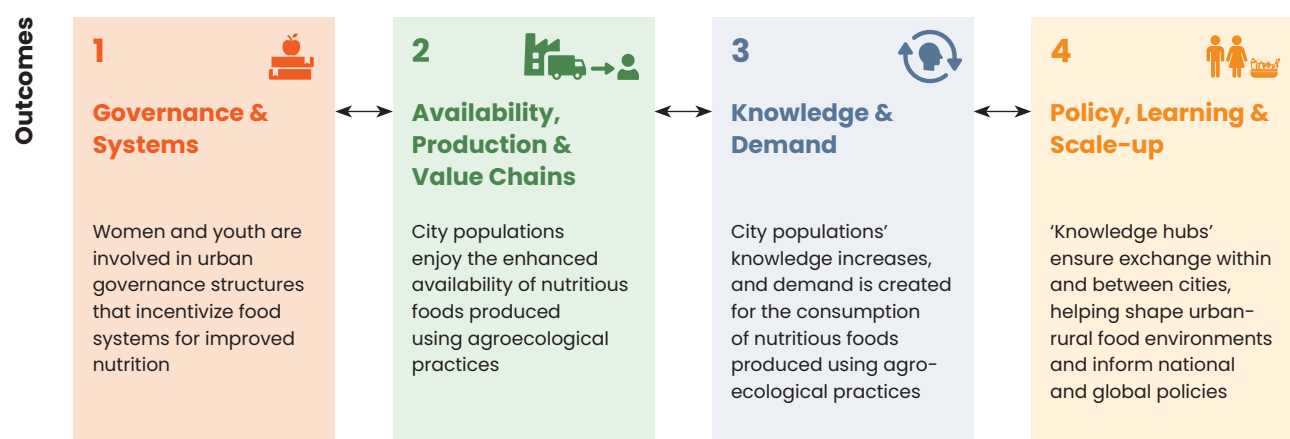 Outcomes
1
Governance &
Systems
Women and youth are
involved in urban
governance structures
that incentivize food
systems for improved
nutrition
2
Availability,
Production &
Value Chains
City populations
enjoy the enhanced
availability of nutritious
foods produced
using agroecological
practices
3
Knowledge &
Demand
City populations’
knowledge increases,
and demand is created
for the consumption
of nutritious foods
produced using agro-
ecological practices
4
Policy, Learning &
Scale-up
‘Knowledge hubs’
ensure exchange within
and between cities,
helping shape urban-
rural food environments
and inform national
and global policies